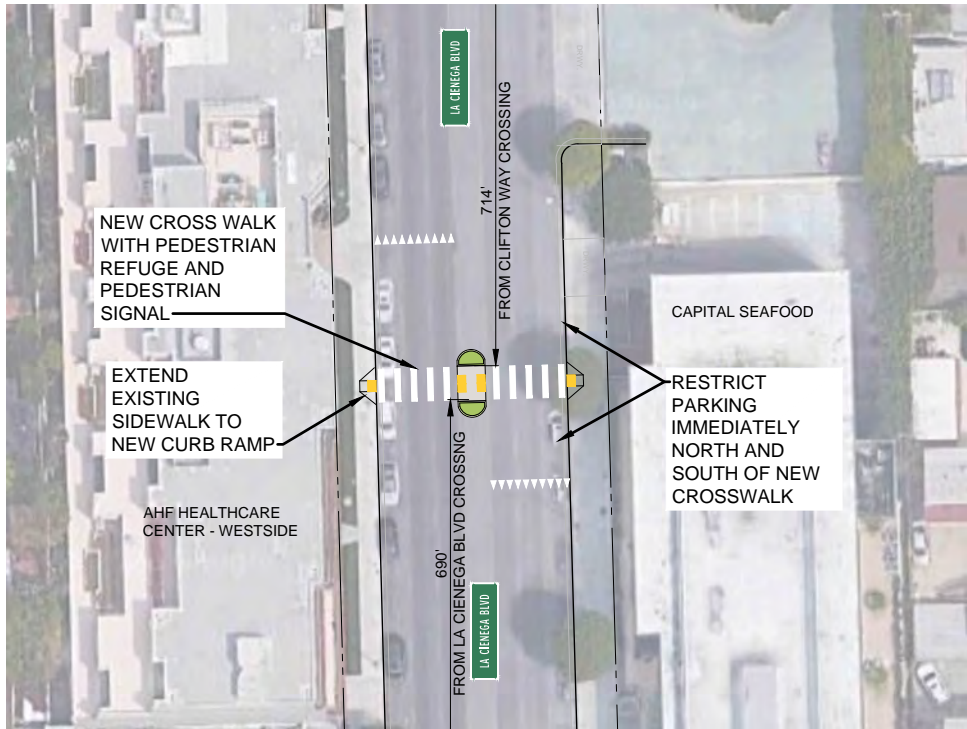 LA CIENEGA BLVD
714'
FROM CLIFTON WAY CROSSING
NEW CROSS WALK
WITH PEDESTRIAN
REFUGE AND
PEDESTRIAN
SIGNAL
CAPITAL SEAFOOD
EXTEND
EXISTING
SIDEWALK TO
NEW CURB RAMP
RESTRICT
PARKING
IMMEDIATELY
NORTH AND
SOUTH OF NEW
CROSSWALK
AHF HEALTHCARE
CENTER - WESTSIDE
690'
FROM LA CIENEGA BLVD CROSSNG
LA CIENEGA BLVD